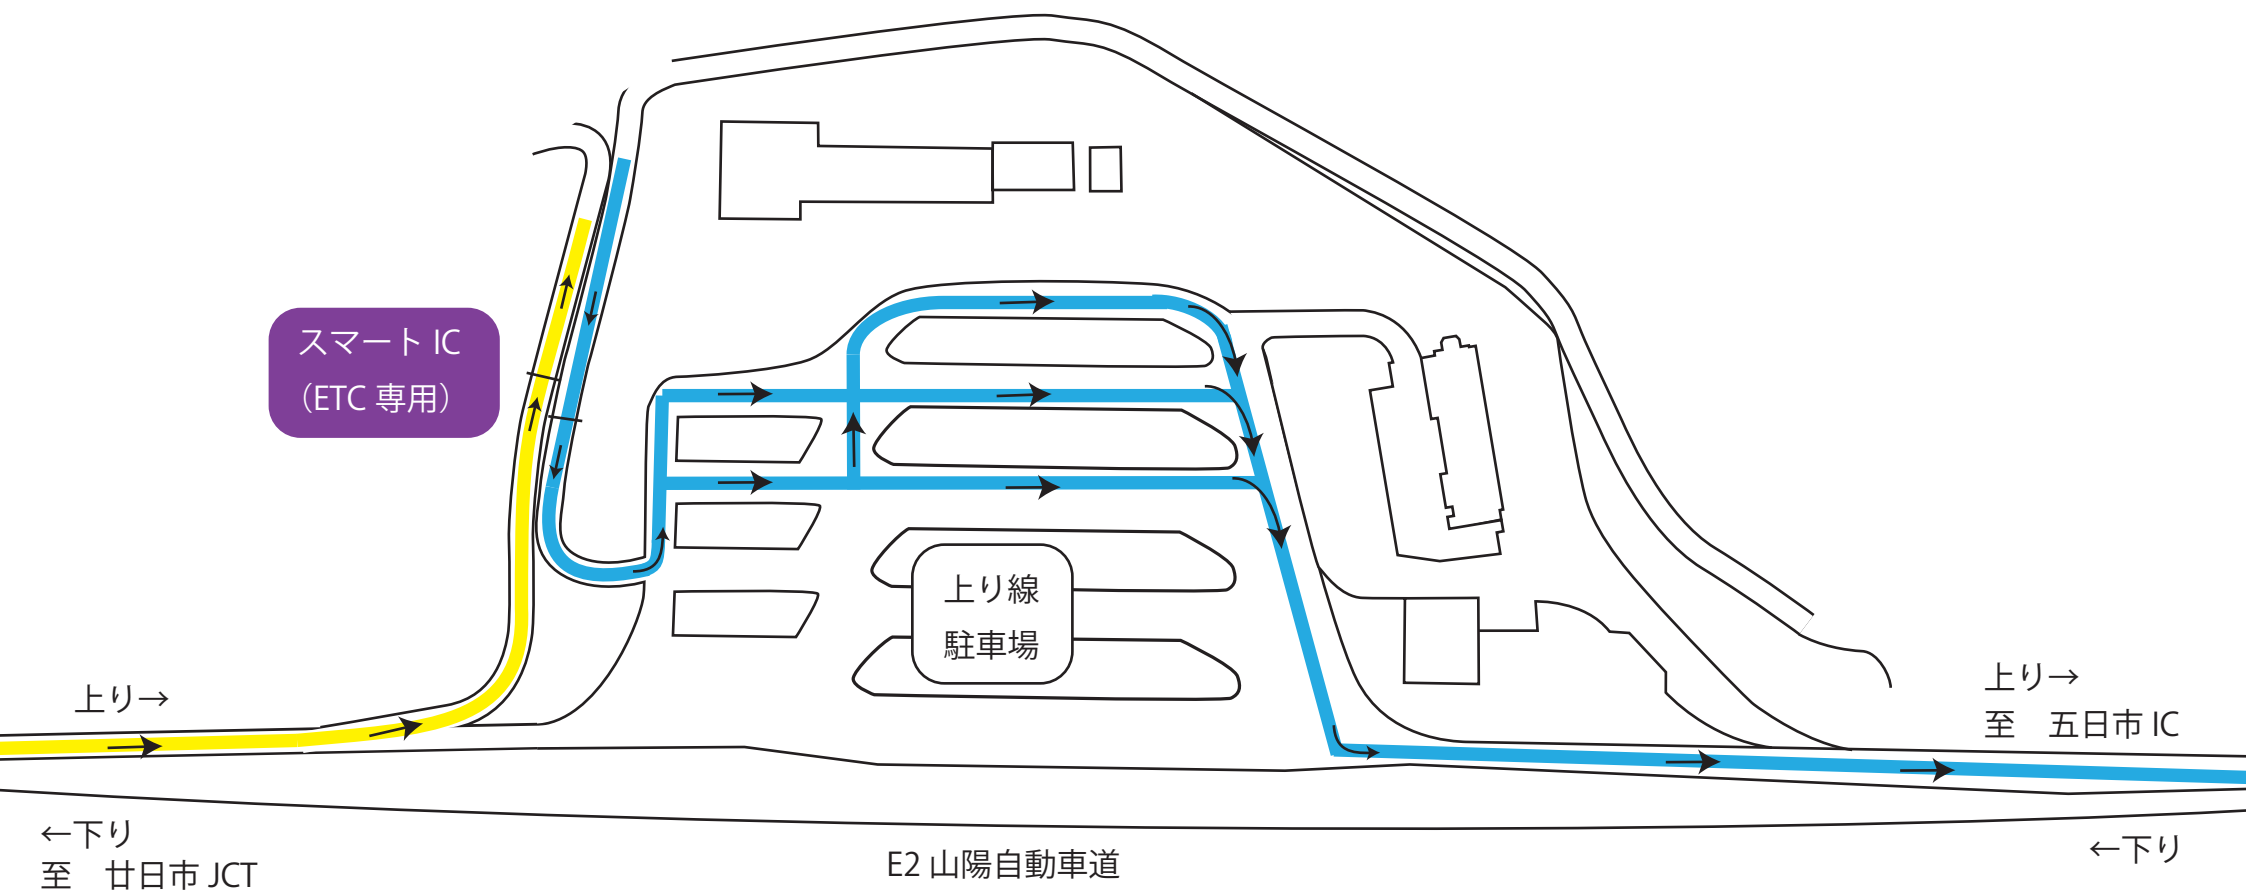 スマート IC
（ETC 専用）
上り線
駐車場
上り→
上り→
至　五日市 IC
←下り
至　廿日市 JCT
E2 山陽自動車道
←下り